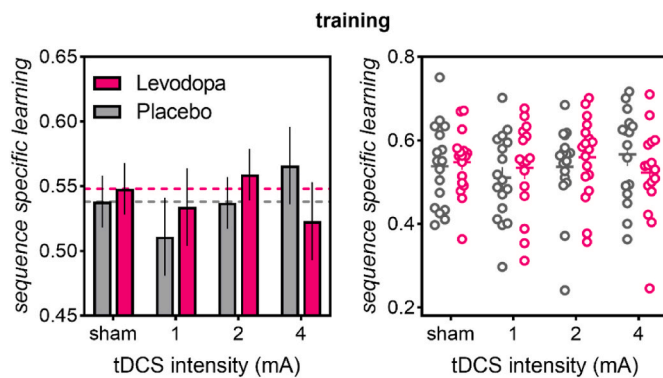 training
sequence specific learning
0.65
0.60
0.55
0.50
0.45
Levodopa
Placebo
sham
1
2
4
tDCS intensity (mA)
sequence specific learning
0.8
0.6
0.4
0.2
sham
1
2
4
tDCS intensity (mA)